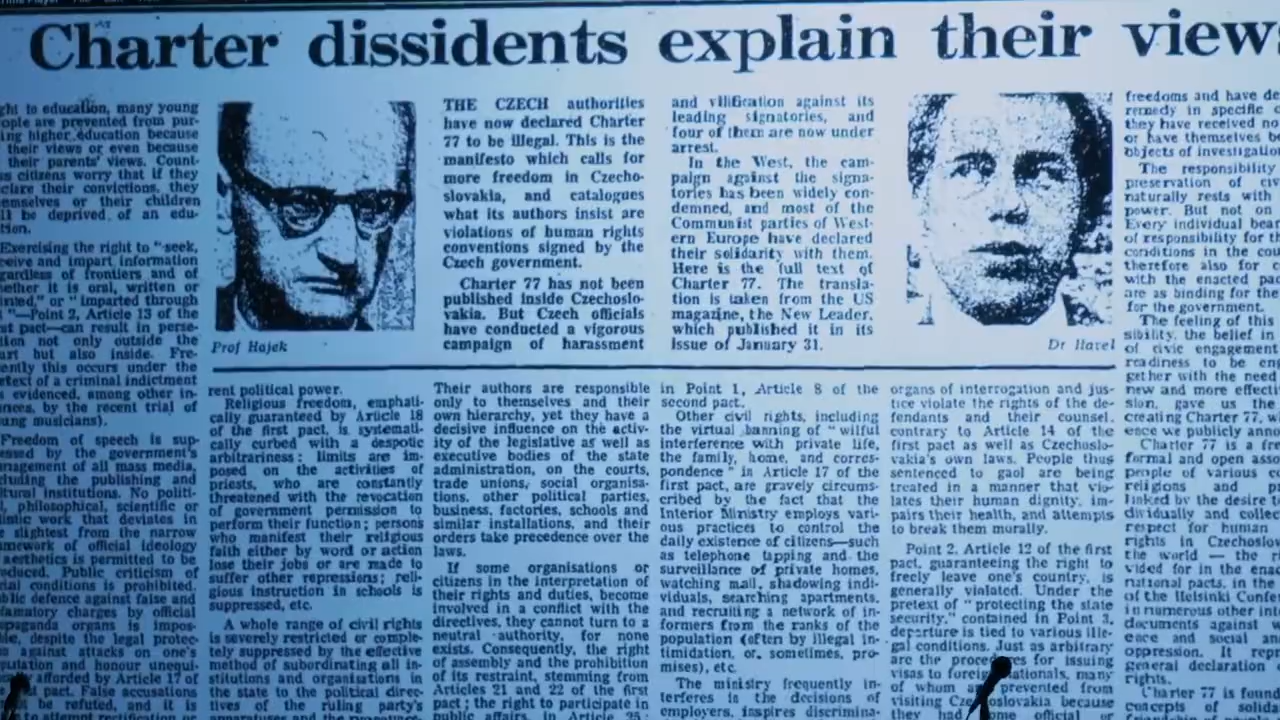 Charter dissidents explain their views
ght to education, many young
ople are prevented from pur-
ing higher education because
their views or even because
their parents' views. Count-
s citizens worry that if they
clare their convictions, they
emselves or their children
ll be deprived of an edu-
tion.
Exercising the right to "seek,
ceive and impart information
gardless of frontiers and of
hether it is oral, written or
inted," or "imparted through
t"—Point 2, Article 13 of the
st pact—can result in perse-
tion not only outside the
urt but also inside. Fre-
ently this occurs under the
etext of a criminal indictment
s evidenced, among other in-
nces, by the recent trial of
ung musicians).
Freedom of speech is sup-
ssed by the government's
nagement of all mass media,
cluding the publishing and
ltural institutions. No politi-
l, philosophical, scientific or
istic work that deviates in
e slightest from the narrow
mework of official ideology
aesthetics is permitted to be
oduced. Public criticism of
cial conditions is prohibited.
blic defence against false and
famatory charges by official
opaganda organs is impos-
le, despite the legal protec-
n against attacks on one's
putation and honour unequi-
afforded by Article 17 of
st pact. False accusations
be refuted, and it is
to attempt rectification or
Prof Hajek
THE CZECH authorities
have now declared Charter
77 to be illegal. This is the
manifesto which calls for
more freedom in Czecho-
slovakia, and catalogues
what its authors insist are
violations of human rights
conventions signed by the
Czech government.
Charter 77 has not been
published inside Czechoslo-
vakia. But Czech officials
have conducted a vigorous
campaign of harassment
and vilification against its
leading signatories, and
four of them are now under
arrest.
In the West, the cam-
paign against the signa-
tories has been widely con-
demned, and most of the
Communist parties of West-
ern Europe have declared
their solidarity with them.
Here is the full text of
Charter 77. The transla-
tion is taken from the US
magazine, the New Leader,
which published it in its
issue of January 31.
Dr Havel
rent political power.
Religious freedom, emphati-
cally guaranteed by Article 18
of the first pact, is systemati-
cally curbed with a despotic
arbitrariness: limits are im-
posed on the activities of
priests, who are constantly
threatened with the revocation
of government permission to
perform their function; persons
who manifest their religious
faith either by word or action
lose their jobs or are made to
suffer other repressions; reli-
gious instruction in schools is
suppressed, etc.
A whole range of civil rights
is severely restricted or comple-
tely suppressed by the effective
method of subordinating all in-
stitutions and organisations in
the state to the political direc-
tives of the ruling party's
apparatuses and the
Their authors are responsible
only to themselves and their
own hierarchy, yet they have a
decisive influence on the activ-
ity of the legislative as well as
executive bodies of the state
administration, on the courts,
trade unions, social organisa-
tions, other political parties,
business, factories, schools and
similar installations, and their
orders take precedence over the
laws.
If some organisations or
citizens in the interpretation of
their rights and duties, become
involved in a conflict with the
directives, they cannot turn to a
neutral authority, for none
exists. Consequently, the right
of assembly and the prohibition
of its restraint, stemming from
Articles 21 and 22 of the first
pact; the right to participate in
public affairs, in Article 25;
in Point 1, Article 8 of the
second pact.
Other civil rights, including
the virtual banning of "wilful
interference with private life,
the family, home, and corres-
pondence" in Article 17 of the
first pact, are gravely circums-
cribed by the fact that the
Interior Ministry employs vari-
ous practices to control the
daily existence of citizens—such
as telephone tapping and the
surveillance of private homes,
watching mail, shadowing indi-
viduals, searching apartments,
and recruiting a network of in-
formers from the ranks of the
population (often by illegal in-
timidation, or, sometimes, pro-
mises), etc.
The ministry frequently in-
terferes in the decisions of
employers, inspires discrimina-
organs of interrogation and jus-
tice violate the rights of the de-
fendants and their counsel,
contrary to Article 14 of the
first pact as well as Czechoslo-
vakia's own laws. People thus
sentenced to gaol are being
treated in a manner that vio-
lates their human dignity, im-
pairs their health, and attempts
to break them morally.
Point 2, Article 12 of the first
pact, guaranteeing the right to
freely leave one's country, is
generally violated. Under the
pretext of "protecting the state
security," contained in Point 3,
departure is tied to various ille-
gal conditions. Just as arbitrary
are the for issuing
visas to foreign nationals, many
of whom are prevented from
visiting Czechoslovakia because
they had some official or
freedoms and have de
remedy in specific c
they have received no
or have themselves be
objects of investigation
The responsibility
preservation of civ
naturally rests with
power. But not on
Every individual bear
of responsibility for th
conditions in the cou
therefore also for c
with the enacted pac
are as binding for the
for the government.
The feeling of this
sibility, the belief in
of civic engagement
readiness to be eng
gether with the need
new and more effecti
sion, gave us the
creating Charter 77, w
ence we publicly anno
Charter 77 is a fre
formal and open asso
people of various c
religions and p
linked by the desire t
dividually and collec
respect for human
rights in Czechoslov
the world — the r
vided for in the enac
national pacts, in the
of the Helsinki Confe
in numerous other int
documents against w
ence and social an
oppression. It repr
general declaration
rights.
Charter 77 is found
concepts of solida